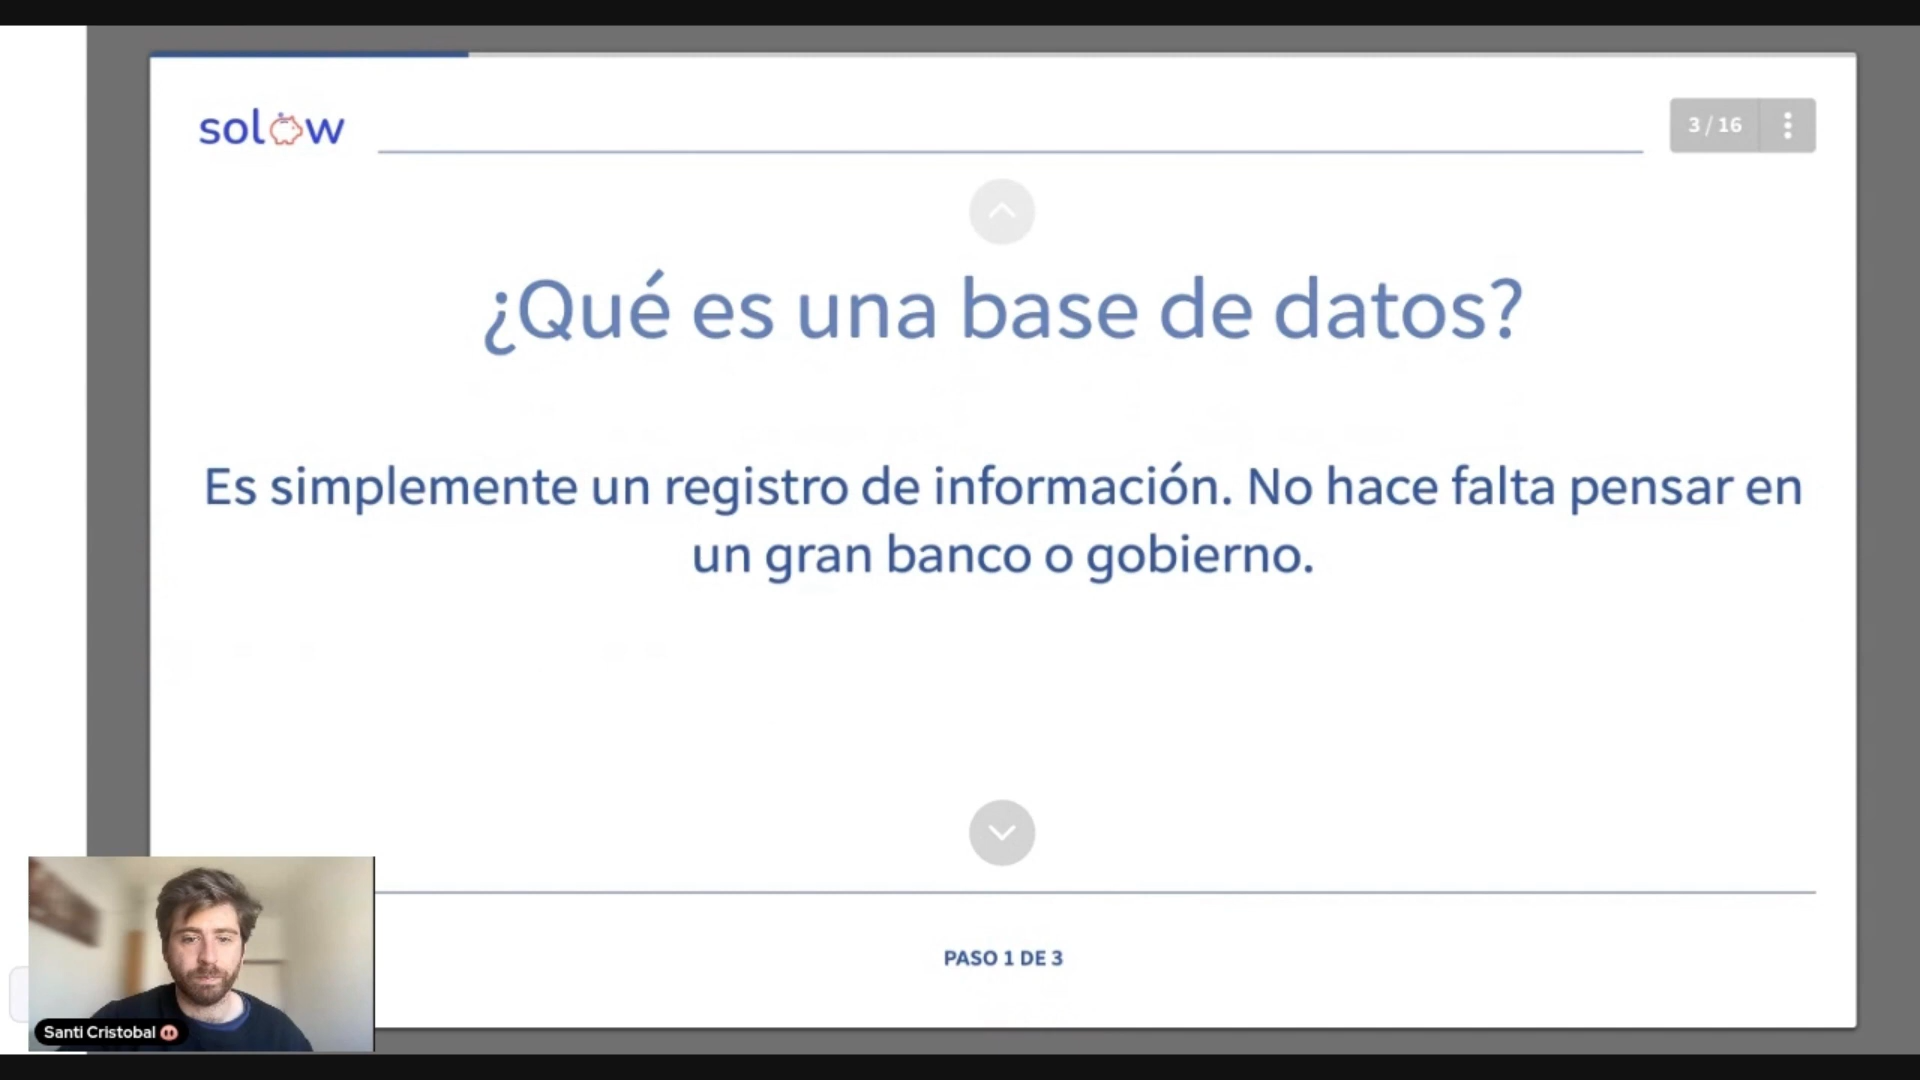 solow
3 / 16
¿Qué es una base de datos?
Es simplemente un registro de información. No hace falta pensar en
un gran banco o gobierno.
PASO 1 DE 3
Santi Cristobal